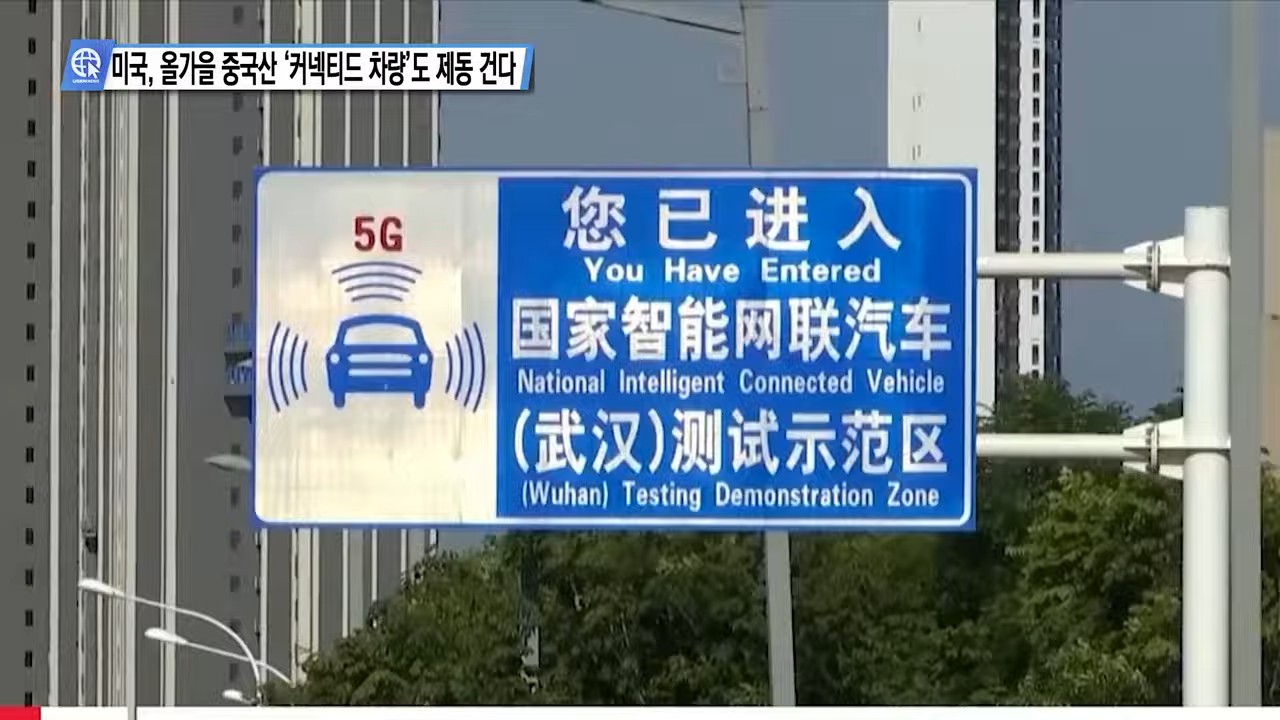 미국, 올가을 중국산 ‘커넥티드 차량’도 제동 건다
5G
您已进入
You Have Entered
国家智能网联汽车
National Intelligent Connected Vehicle
(武汉)测试示范区
(Wuhan) Testing Demonstration Zone